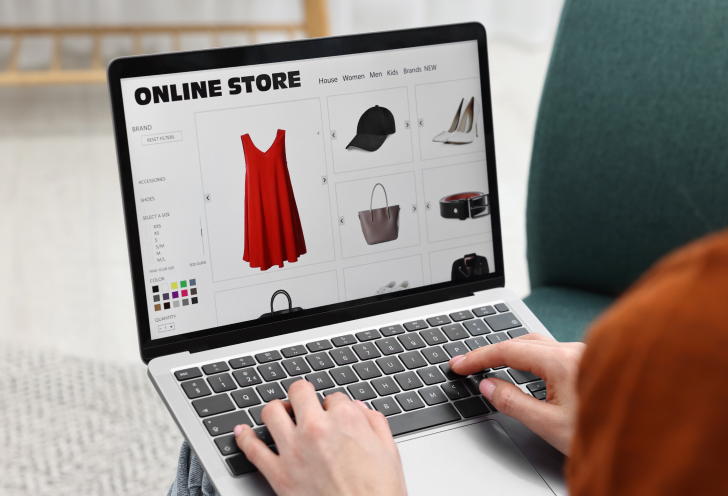 ONLINE STORE
House Women Men Kids Brands NEW
BRAND
RESET FILTERS
ACCESSORIES
SHOES
SELECT A SIZE
XXS
XS
S
S/M
M
M/L
COLOR
QUANTITY